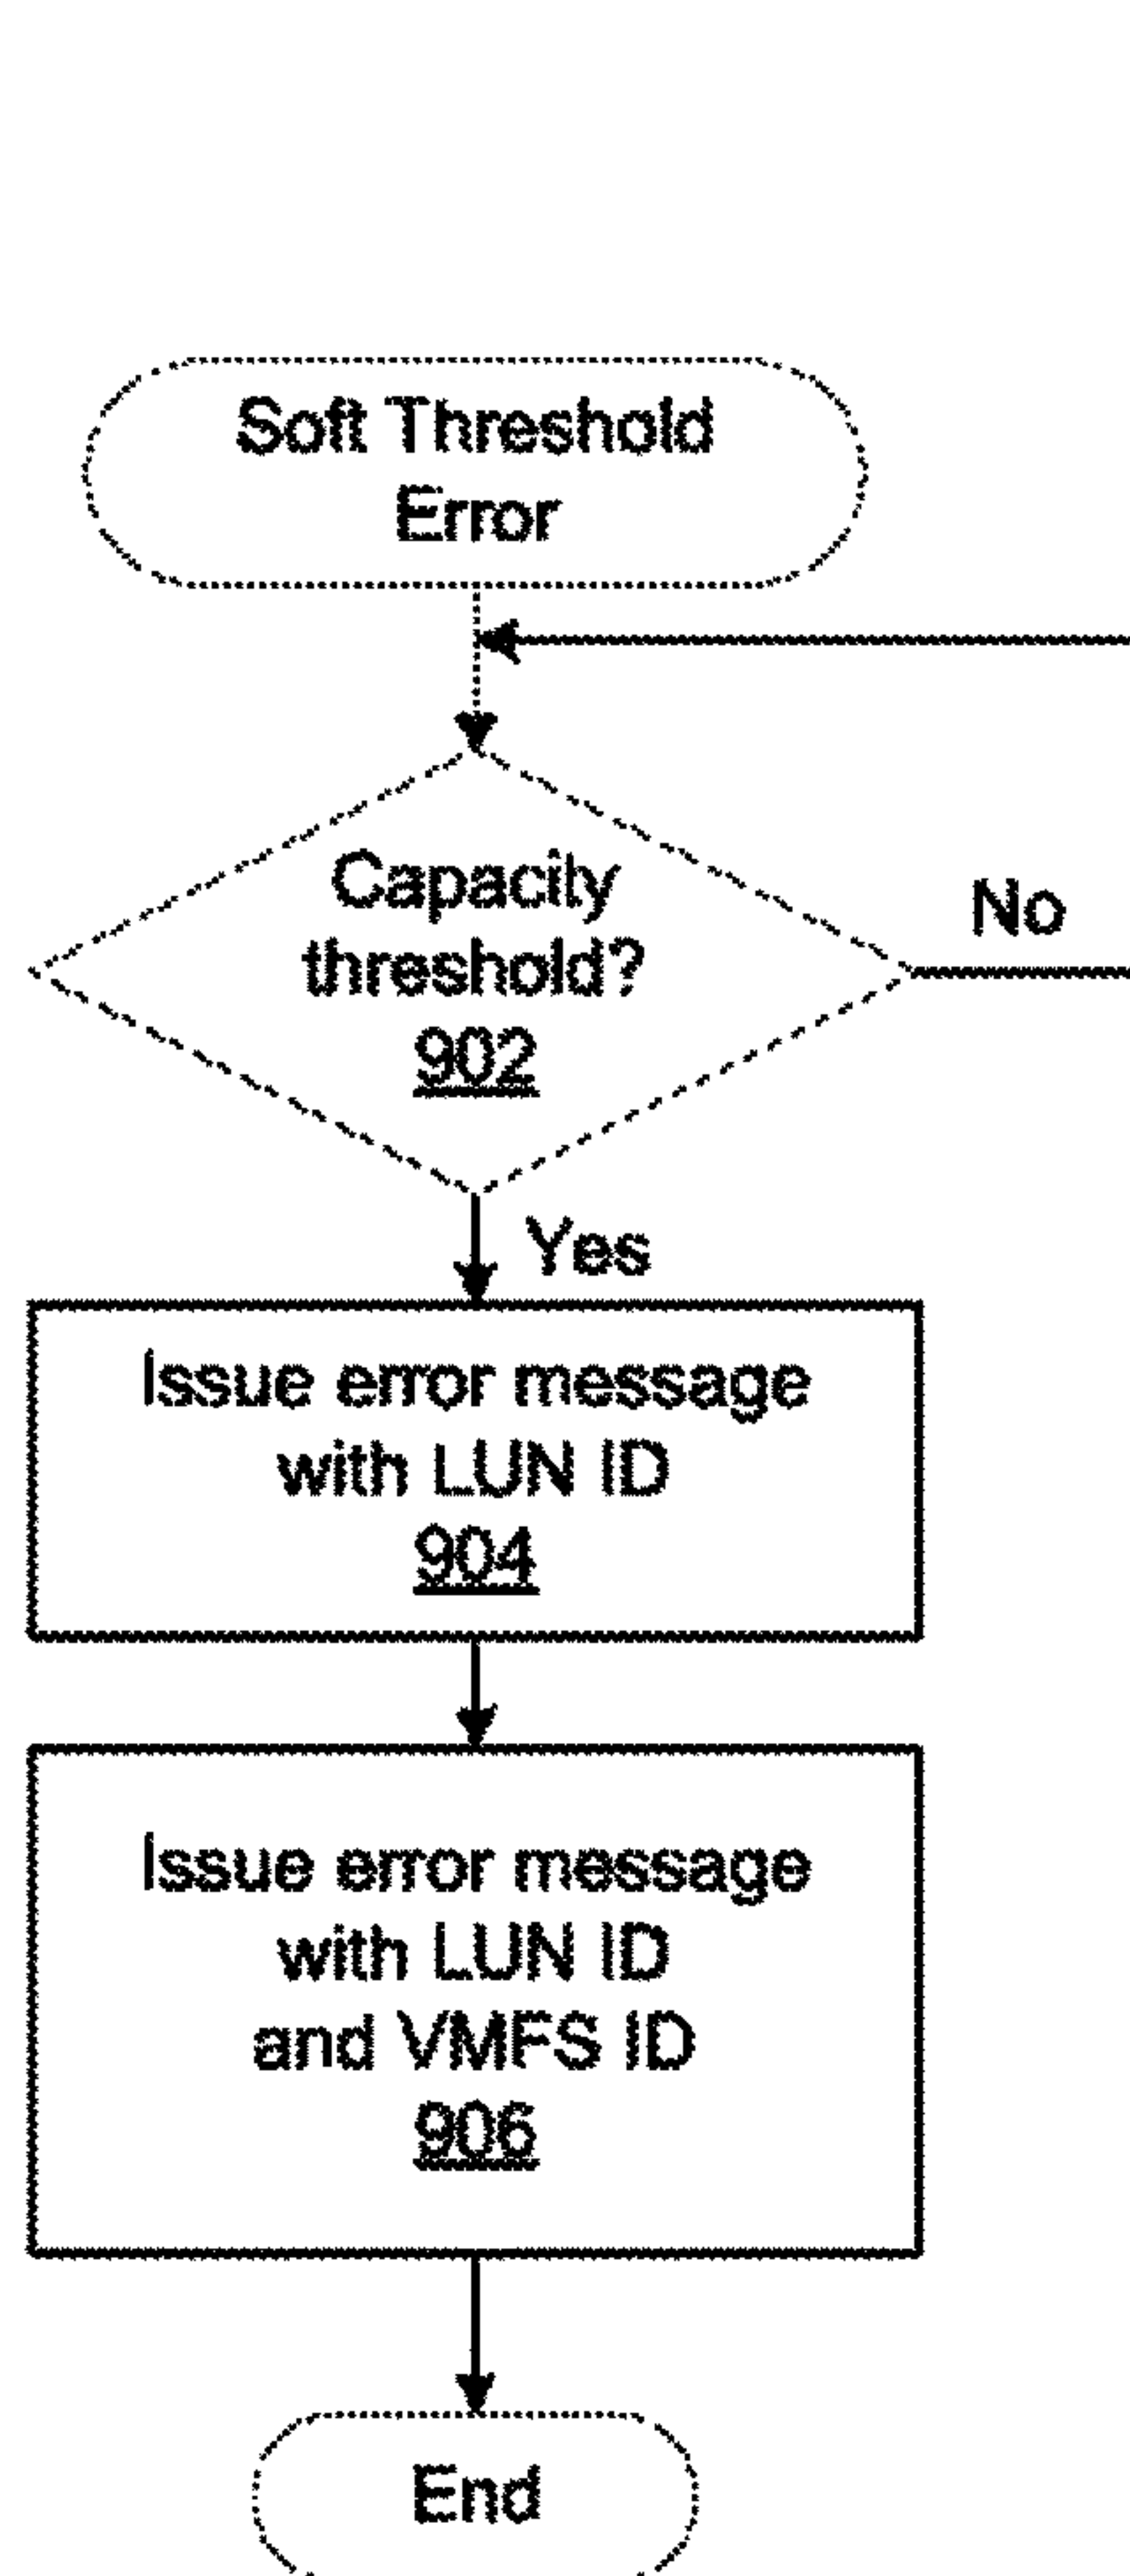 Soft Threshold
Error
Capacity
threshold?
902
No
Yes
Issue error message
with LUN ID
904
Issue error message
with LUN ID
and VMFS ID
906
End